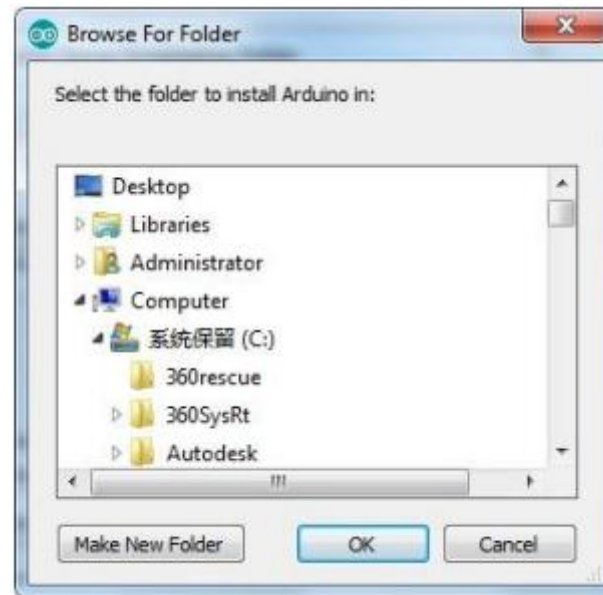 Browse For Folder
Select the folder to install Arduino in:
Desktop
Libraries
Administrator
Computer
系统保留 (C:)
360rescue
360SysRt
Autodesk
Make New Folder OK Cancel